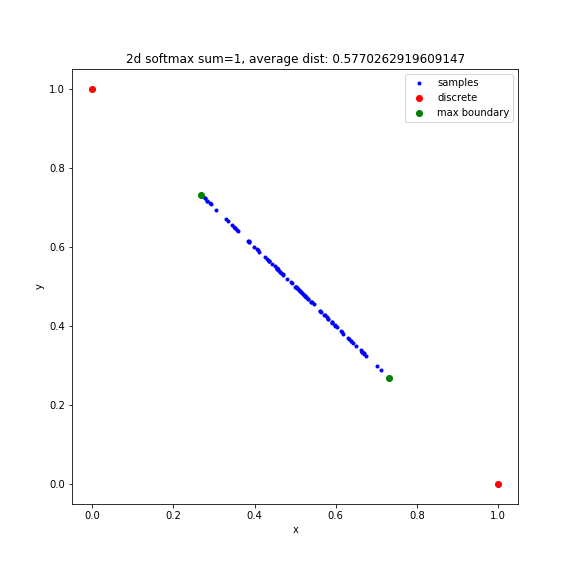 2d softmax sum=1, average dist: 0.5770262919609147
samples
discrete
max boundary
1.0
0.8
0.6
0.4
0.2
0.0
y
0.0 0.2 0.4 0.6 0.8 1.0
x